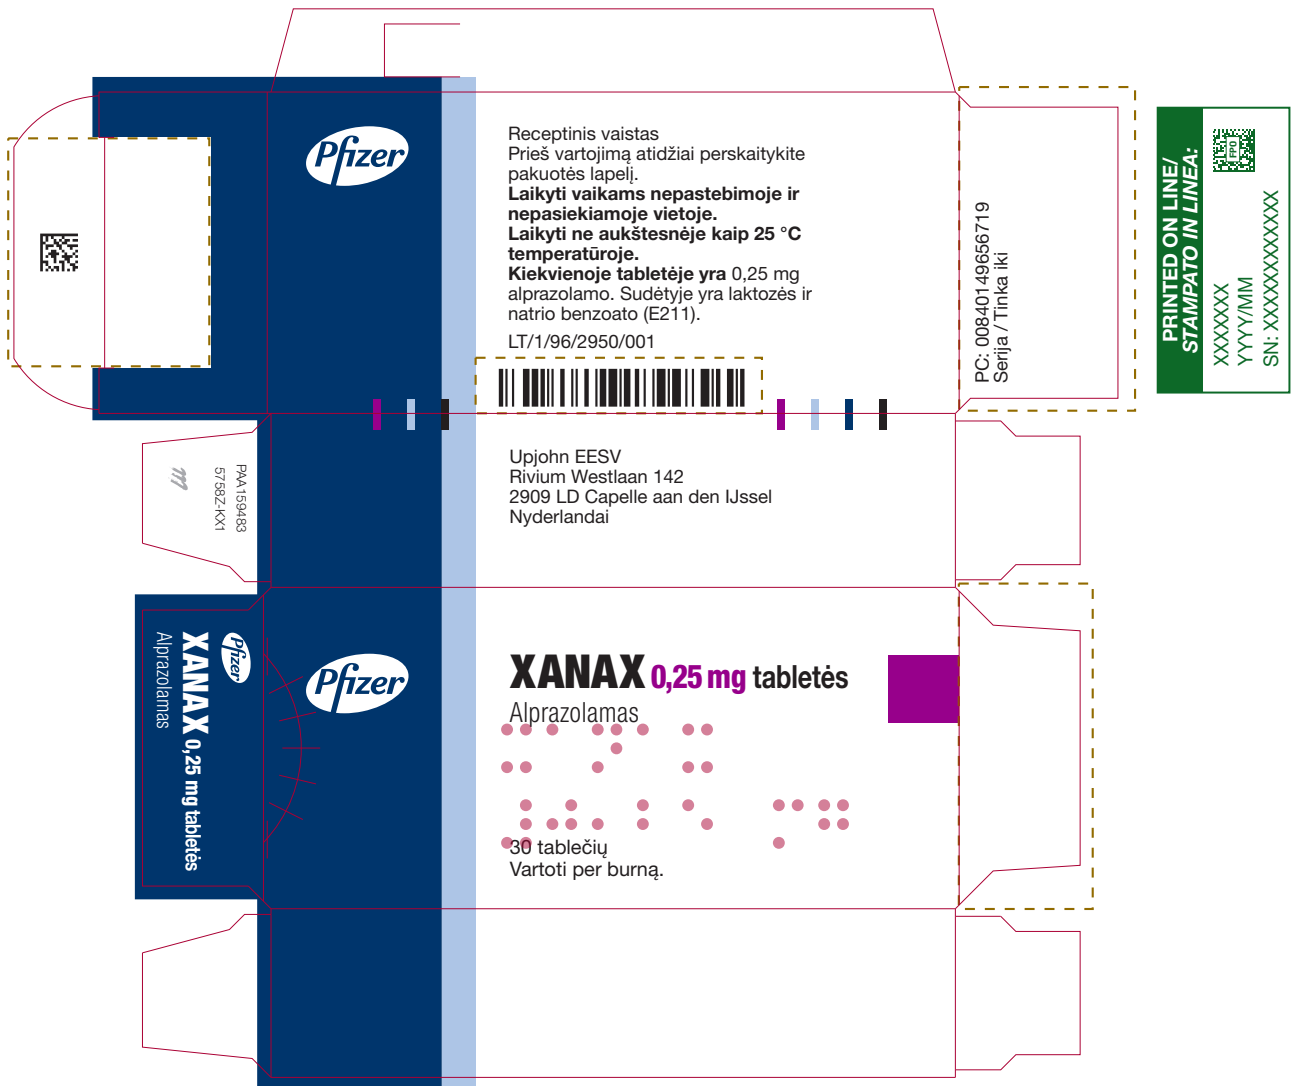 Pfizer
Receptinis vaistas
Prieš vartojimą atidžiai perskaitykite
pakuotės lapelį.
Laikyti vaikams nepastebimoje ir
nepasiekiamoje vietoje.
Laikyti ne aukštesnėje kaip 25 °C
temperatūroje.
Kiekvienoje tabletėje yra 0,25 mg
alprazolamo. Sudėtyje yra laktozės ir
natrio benzoato (E211).
LT/1/96/2950/001
PC: 00840149656719
Serija / Tinka iki
PRINTED ON LINE/
STAMPATO IN LINEA:
FPO
XXXXXXX
YYYY/MM
SN: XXXXXXXXXXXXXX
PAA159483
5758Z-KX1
Upjohn EESV
Rivium Westlaan 142
2909 LD Capelle aan den IJssel
Nyderlandai
Pfizer
XANAX 0,25 mg tabletės
Alprazolamas
Pfizer
XANAX 0,25 mg tabletės
Alprazolamas
30 tablečių
Vartoti per burną.